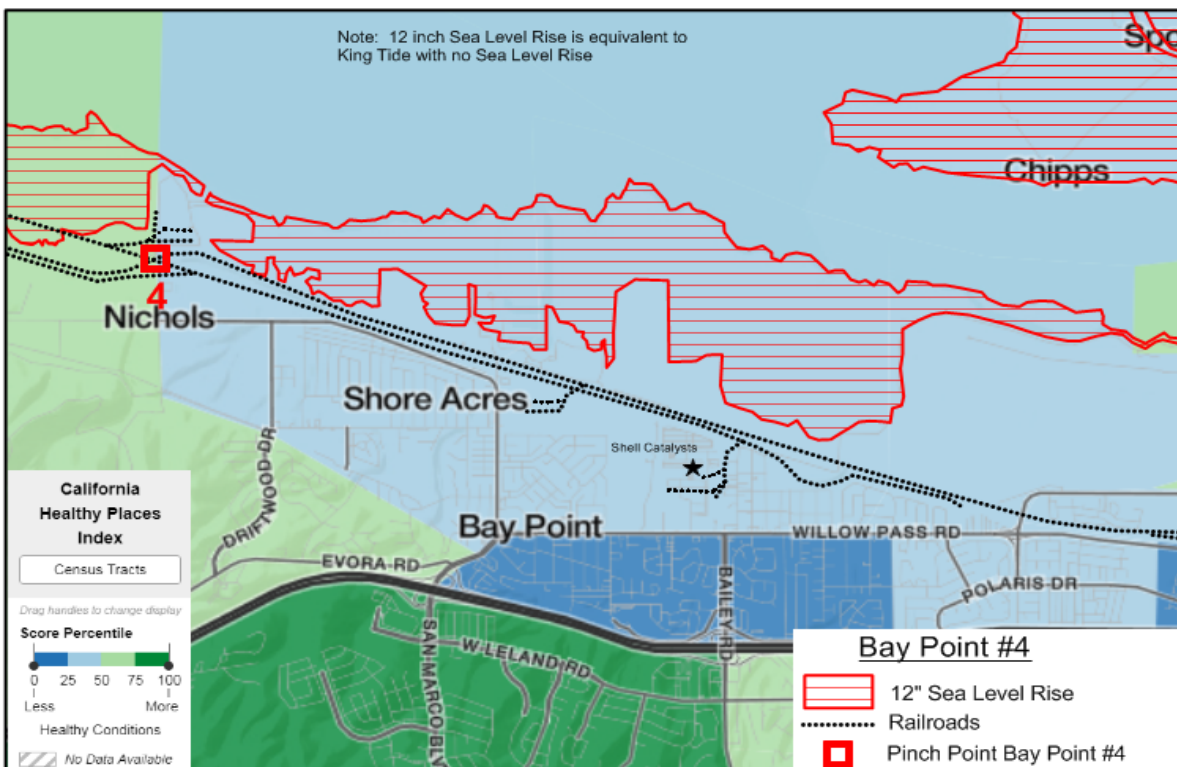 Note: 12 inch Sea Level Rise is equivalent to
King Tide with no Sea Level Rise
Spo
Chipps
4
Nichols
Shore Acres
Shell Catalysts
Bay Point
DRIFTWOOD DR
EVORA RD
WILLOW PASS RD
BAILEY RD
POLARIS DR
SAN MARCO BLV
W LELAND RD
California
Healthy Places
Index
Census Tracts
Drag handles to change display
Score Percentile
0 25 50 75 100
Less More
Healthy Conditions
No Data Available
Bay Point #4
12" Sea Level Rise
Railroads
Pinch Point Bay Point #4